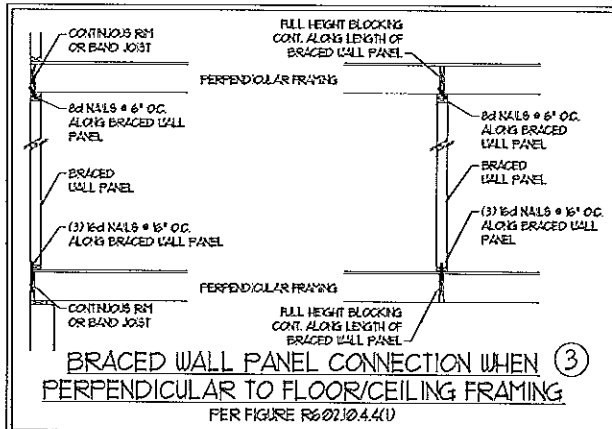 CONTINUOUS RIM
OR BAND JOIST
PERPENDICULAR FRAMING
8d NAILS @ 6" O.C.
ALONG BRACED WALL
PANEL
BRACED
WALL PANEL
(3) 16d NAILS @ 16" O.C.
ALONG BRACED WALL PANEL
PERPENDICULAR FRAMING
CONTINUOUS RIM
OR BAND JOIST
FULL HEIGHT BLOCKING
CONT. ALONG LENGTH OF
BRACED WALL PANEL
8d NAILS @ 6" O.C.
ALONG BRACED WALL
PANEL
BRACED
WALL PANEL
(3) 16d NAILS @ 16" O.C.
ALONG BRACED WALL
PANEL
FULL HEIGHT BLOCKING
CONT. ALONG LENGTH OF
BRACED WALL PANEL
BRACED WALL PANEL CONNECTION WHEN 3
PERPENDICULAR TO FLOOR/CEILING FRAMING
PER FIGURE R602.10.4.4(1)